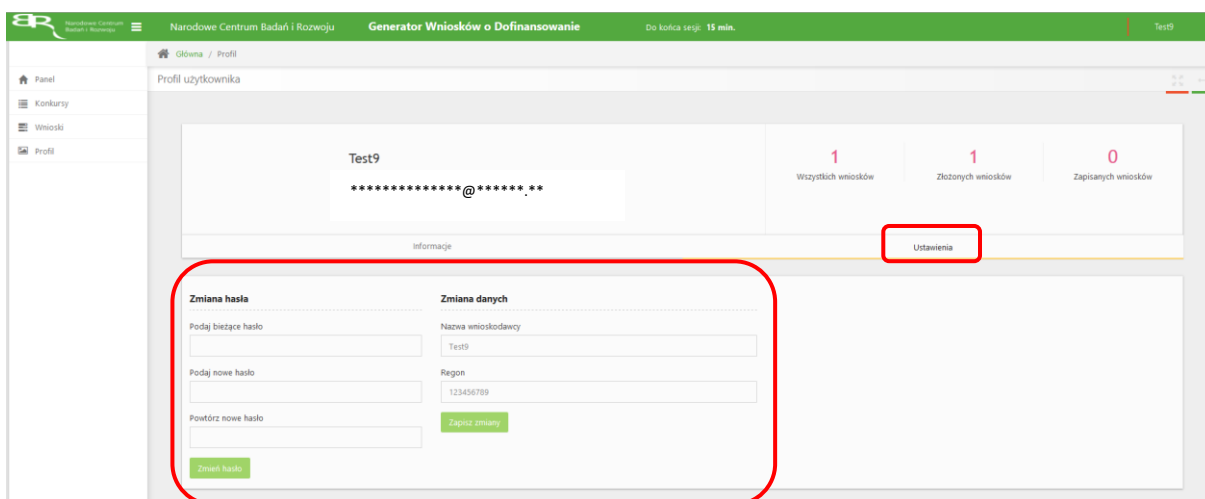 Narodowe Centrum
Badań i Rozwoju
Narodowe Centrum Badań i Rozwoju Generator Wniosków o Dofinansowanie Do końca sesji: 15 min. Test9
Główna / Profil
Panel
Profil użytkownika
Konkursy
Wnioski
Profil
Test9
**************@******.**
1 1 0
Wszystkich wniosków Złożonych wniosków Zapisanych wniosków
Informacje Ustawienia
Zmiana hasła Zmiana danych
Podaj bieżące hasło Nazwa wnioskodawcy
Test9
Podaj nowe hasło Regon
123456789
Powtórz nowe hasło
Zapisz zmiany
Zmień hasło